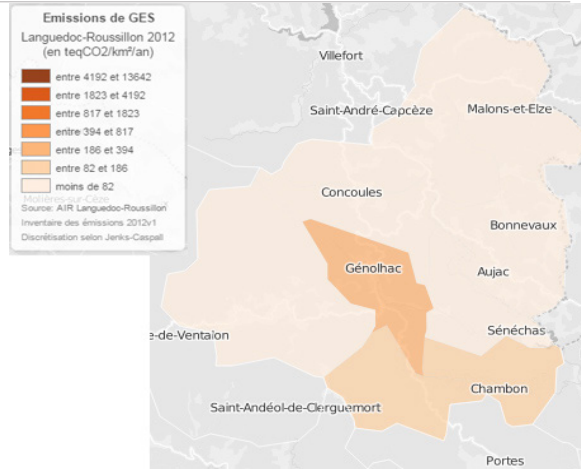 Emissions de GES
Languedoc-Roussillon 2012
(en teqCO2/km²/an)
entre 4192 et 13642
entre 1823 et 4192
entre 817 et 1823
entre 394 et 817
entre 186 et 394
entre 82 et 186
moins de 82
Molières-sur-Cèze
Source: AIR Languedoc-Roussillon
Inventaire des émissions 2012v1
Discrétisation selon Jenks-Caspall
Villefort
Saint-André-Capcèze
Malons-et-Elze
Concoules
Bonnevaux
Génolhac
Aujac
Sénéchas
e-de-Ventalon
Chambon
Saint-Andéol-de-Clerguemort
Portes